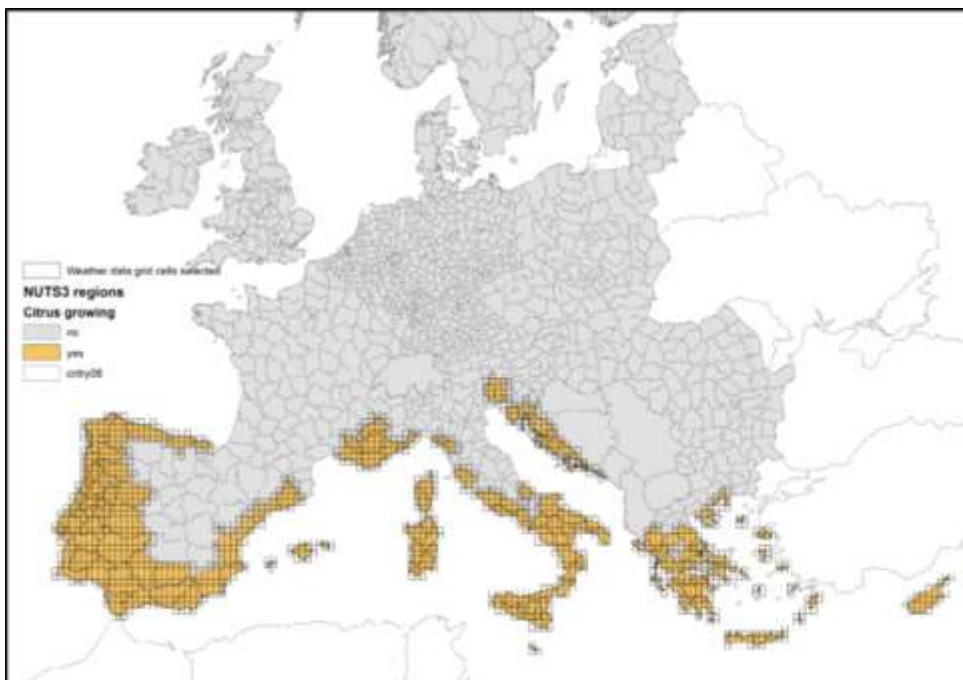 Weather data grid cells selected
NUTS3 regions
Citrus growing
no
yes
cntry06